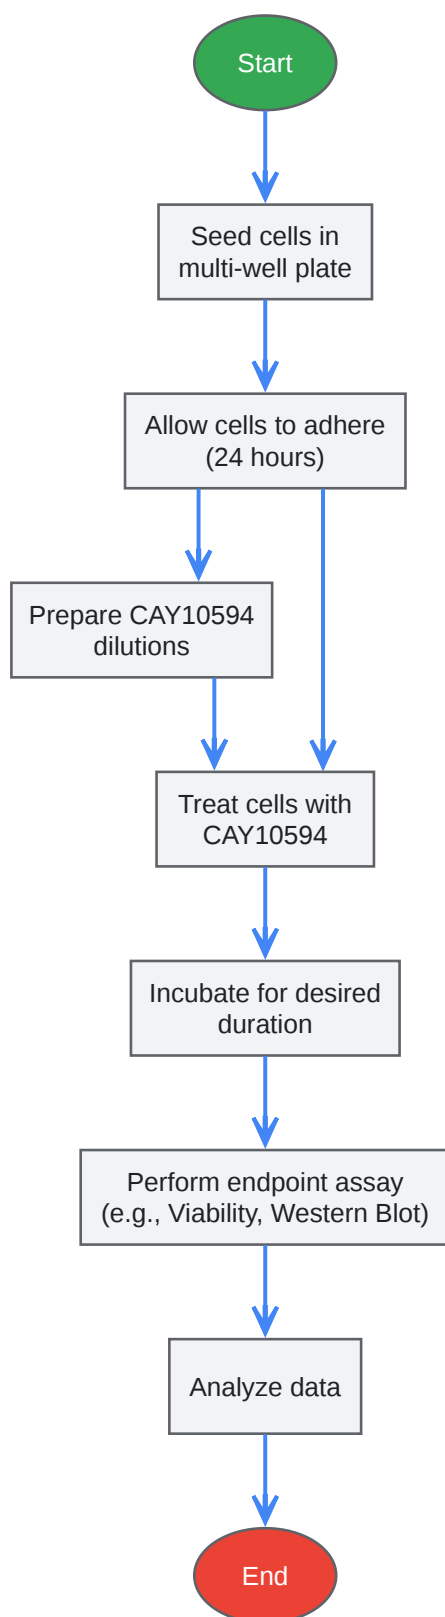 Start
Seed cells in
multi-well plate
Allow cells to adhere
(24 hours)
Prepare CAY10594
dilutions
Treat cells with
CAY10594
Incubate for desired
duration
Perform endpoint assay
(e.g., Viability, Western Blot)
Analyze data
End